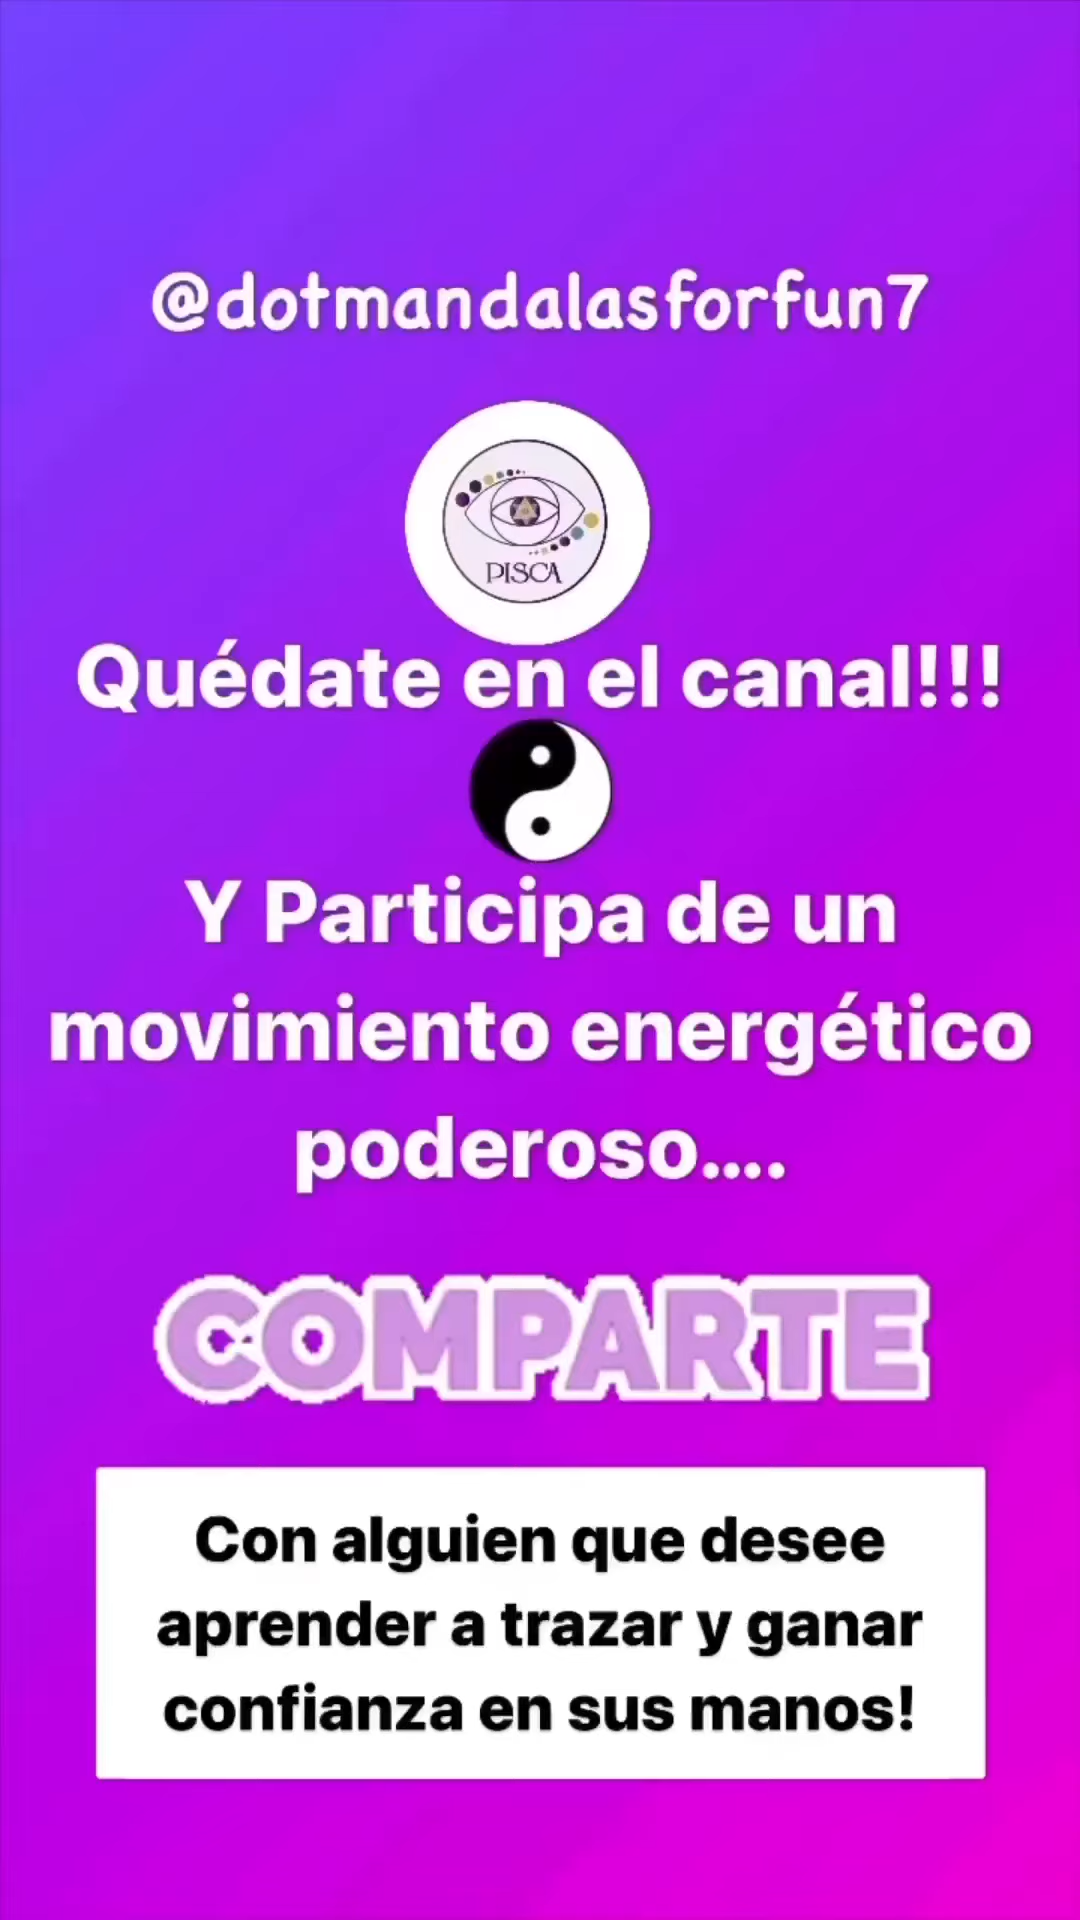 @dotmandalasforfun7
PISCA
Quédate en el canal!!!
Y Participa de un
movimiento energético
poderoso....
COMPARTE
Con alguien que desee
aprender a trazar y ganar
confianza en sus manos!